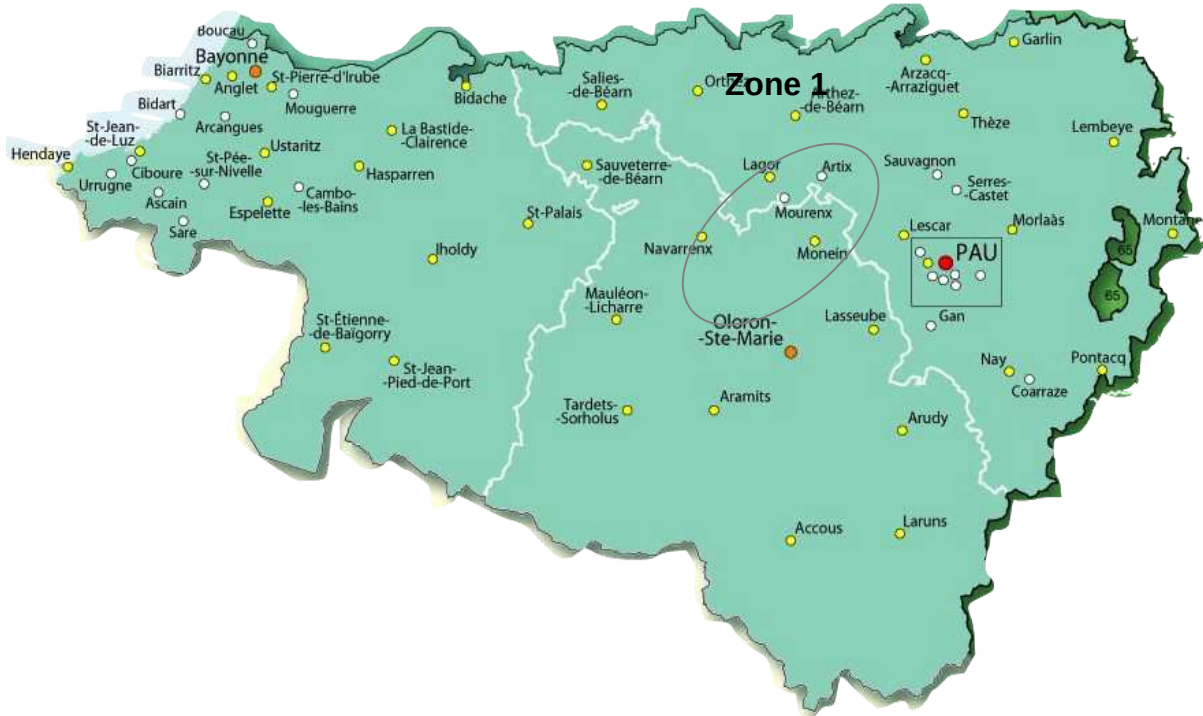 Boucau
Bayonne
Biarritz
Anglet
St-Pierre-d'Irube
Mouguerre
Bidart
Arcangues
St-Jean-
-de-Luz
Hendaye
Ciboure
Urrugne
Ascain
Sare
St-Pée-
-sur-Nivelle
Ustaritz
Espelette
Cambo-
-les-Bains
Hasparren
La Bastide-
-Clairence
Bidache
St-Palais
Iholdy
St-Étienne-
-de-Baïgorry
St-Jean-
-Pied-de-Port
Salies-
-de-Béarn
Orthez
Zone 1
Arthez-
-de-Béarn
Sauveterre-
-de-Béarn
Lagor
Artix
Mourenx
Navarrenx
Monein
Mauléon-
-Licharre
Oloron-
-Ste-Marie
Lasseube
Tardets-
-Sorholus
Aramits
Arudy
Accous
Laruns
Garlin
Arzacq-
-Arraziguet
Thèze
Lembeye
Sauvagnon
Serres-
-Castet
Lescar
Morlaàs
Montane
PAU
65
65
Gan
Nay
Coarraze
Pontacq